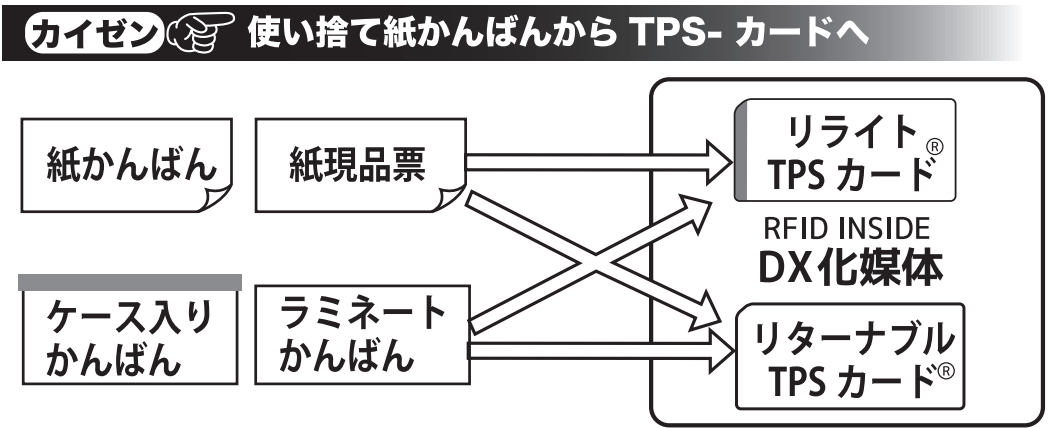 カイゼン 使い捨て紙かんばんから TPS- カードへ
紙かんばん
紙現品票
ケース入り
かんばん
ラミネート
かんばん
リライト®
TPS カード
RFID INSIDE
DX化媒体
リターナブル
TPS カード®